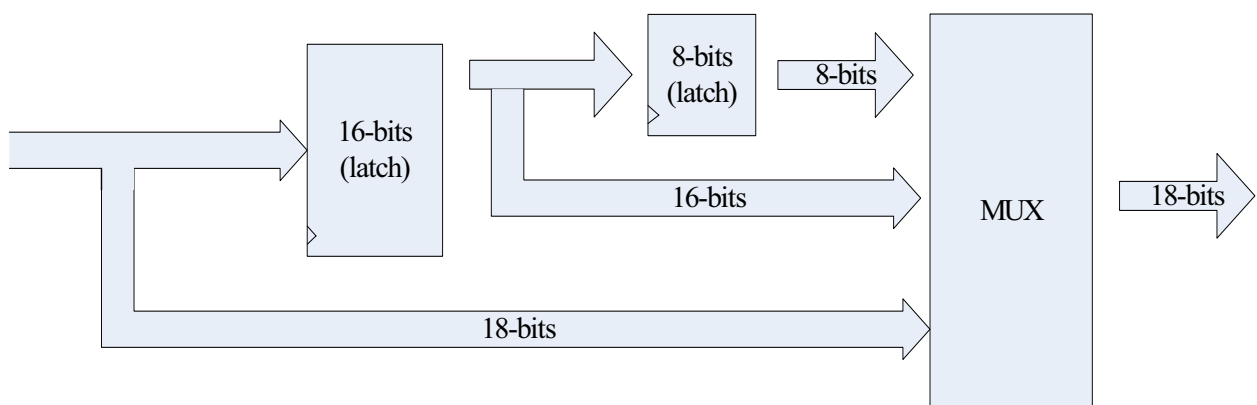 16-bits
(latch)
8-bits
(latch)
8-bits
16-bits
18-bits
MUX
18-bits